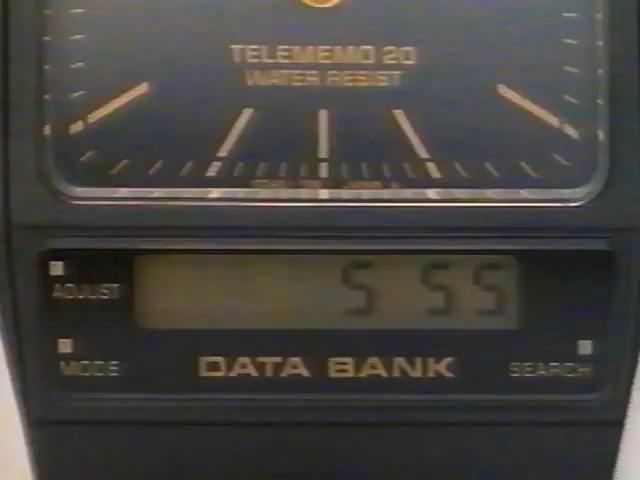 TELEMEMO 20
WATER RESIST
5 55
ADJUST
MODE
DATA BANK
SEARCH